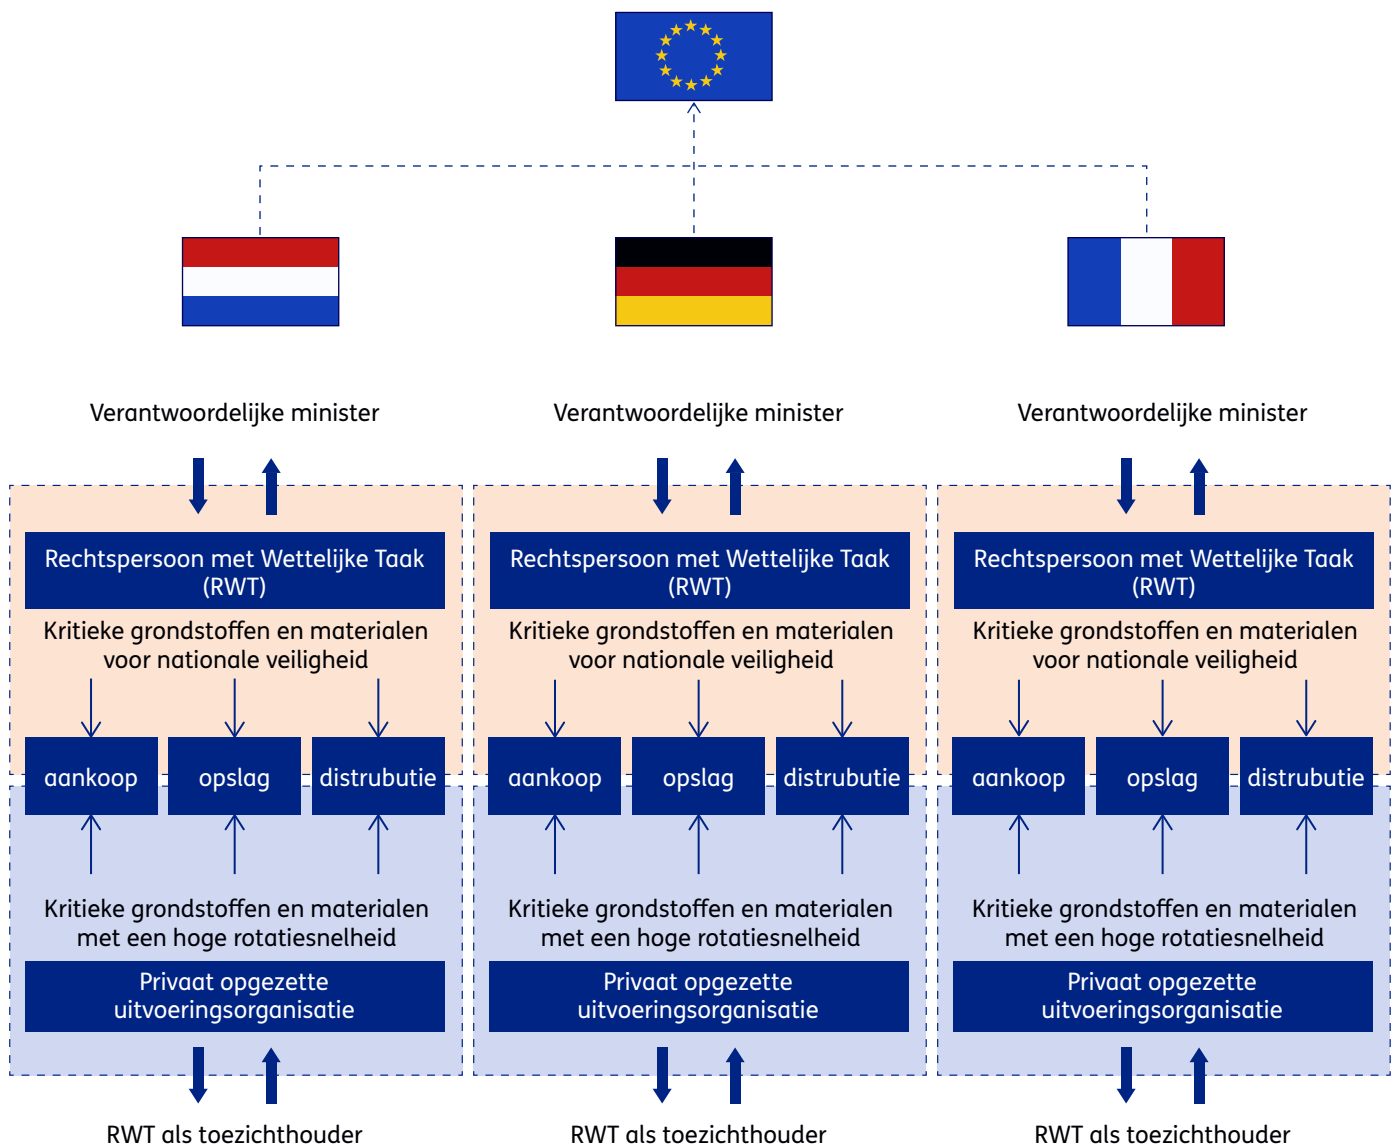 Verantwoordelijke minister
Rechtspersoon met Wettelijke Taak
(RWT)
Kritieke grondstoffen en materialen
voor nationale veiligheid
aankoop
opslag
distrubutie
Kritieke grondstoffen en materialen
met een hoge rotatiesnelheid
Privaat opgezette
uitvoeringsorganisatie
RWT als toezichthouder
Verantwoordelijke minister
Rechtspersoon met Wettelijke Taak
(RWT)
Kritieke grondstoffen en materialen
voor nationale veiligheid
aankoop
opslag
distrubutie
Kritieke grondstoffen en materialen
met een hoge rotatiesnelheid
Privaat opgezette
uitvoeringsorganisatie
RWT als toezichthouder
Verantwoordelijke minister
Rechtspersoon met Wettelijke Taak
(RWT)
Kritieke grondstoffen en materialen
voor nationale veiligheid
aankoop
opslag
distrubutie
Kritieke grondstoffen en materialen
met een hoge rotatiesnelheid
Privaat opgezette
uitvoeringsorganisatie
RWT als toezichthouder